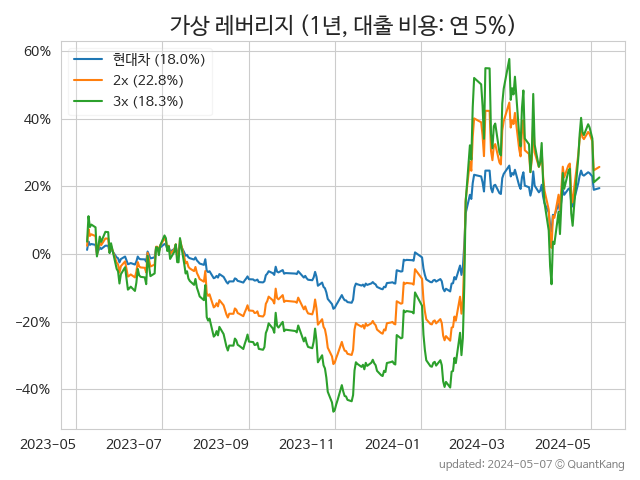 가상 레버리지 (1년, 대출 비용: 연 5%)
60%
40%
20%
0%
−20%
−40%
현대차 (18.0%)
2x (22.8%)
3x (18.3%)
2023-05
2023-07
2023-09
2023-11
2024-01
2024-03
2024-05
updated: 2024-05-07 © QuantKang